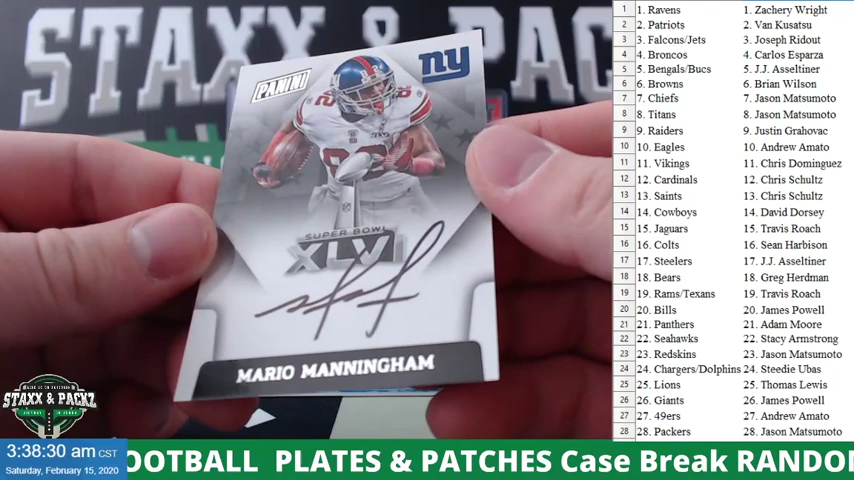 STAXX & PACKZ
PANINI
ny
82
82
SUPER BOWL
XLVI
MARIO MANNINGHAM
1 1. Ravens 1. Zachery Wright
2 2. Patriots 2. Van Kusatsu
3 3. Falcons/Jets 3. Joseph Ridout
4 4. Broncos 4. Carlos Esparza
5 5. Bengals/Bucs 5. J.J. Asseltiner
6 6. Browns 6. Brian Wilson
7 7. Chiefs 7. Jason Matsumoto
8 8. Titans 8. Jason Matsumoto
9 9. Raiders 9. Justin Grahovac
10 10. Eagles 10. Andrew Amato
11 11. Vikings 11. Chris Dominguez
12 12. Cardinals 12. Chris Schultz
13 13. Saints 13. Chris Schultz
14 14. Cowboys 14. David Dorsey
15 15. Jaguars 15. Travis Roach
16 16. Colts 16. Sean Harbison
17 17. Steelers 17. J.J. Asseltiner
18 18. Bears 18. Greg Herdman
19 19. Rams/Texans 19. Travis Roach
20 20. Bills 20. James Powell
21 21. Panthers 21. Adam Moore
22 22. Seahawks 22. Stacy Armstrong
23 23. Redskins 23. Jason Matsumoto
24 24. Chargers/Dolphins 24. Steedie Ubas
25 25. Lions 25. Thomas Lewis
26 26. Giants 26. James Powell
27 27. 49ers 27. Andrew Amato
28 28. Packers 28. Jason Matsumoto
STAXX & PACKZ
3:38:30 am CST
Saturday, February 15, 2020
OOTBALL PLATES & PATCHES Case Break RANDO